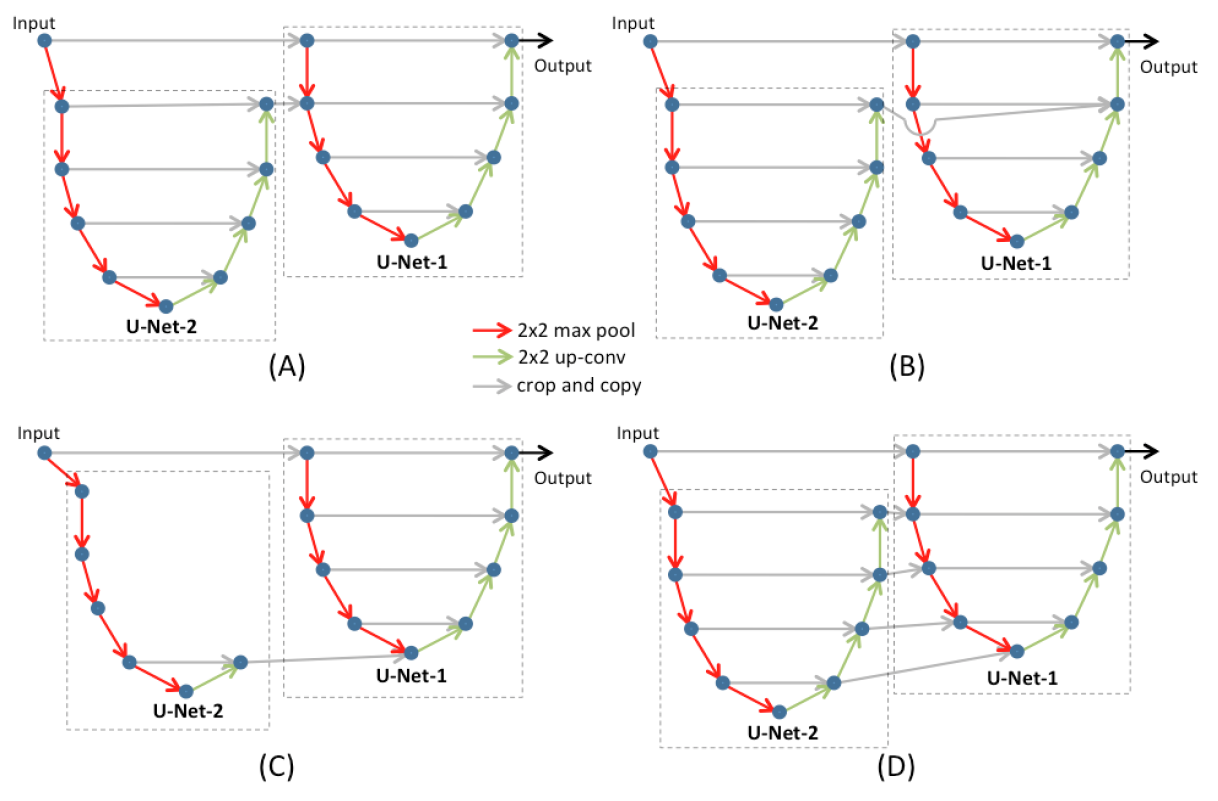 Input
Output
U-Net-1
U-Net-2
(A)
Input
Output
U-Net-1
U-Net-2
(B)
2x2 max pool
2x2 up-conv
crop and copy
Input
Output
U-Net-1
U-Net-2
(C)
Input
Output
U-Net-1
U-Net-2
(D)